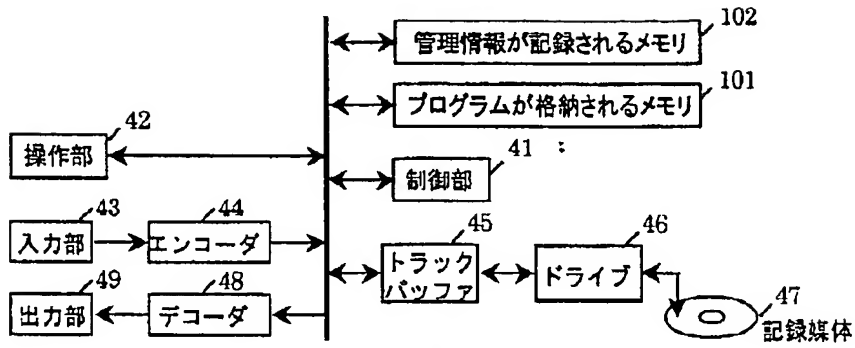 102
管理情報が記録されるメモリ
101
プログラムが格納されるメモリ
42
操作部
41
制御部
43
入力部
44
エンコーダ
45
トラック
バッファ
46
ドライブ
47
記録媒体
49
出力部
48
デコーダ